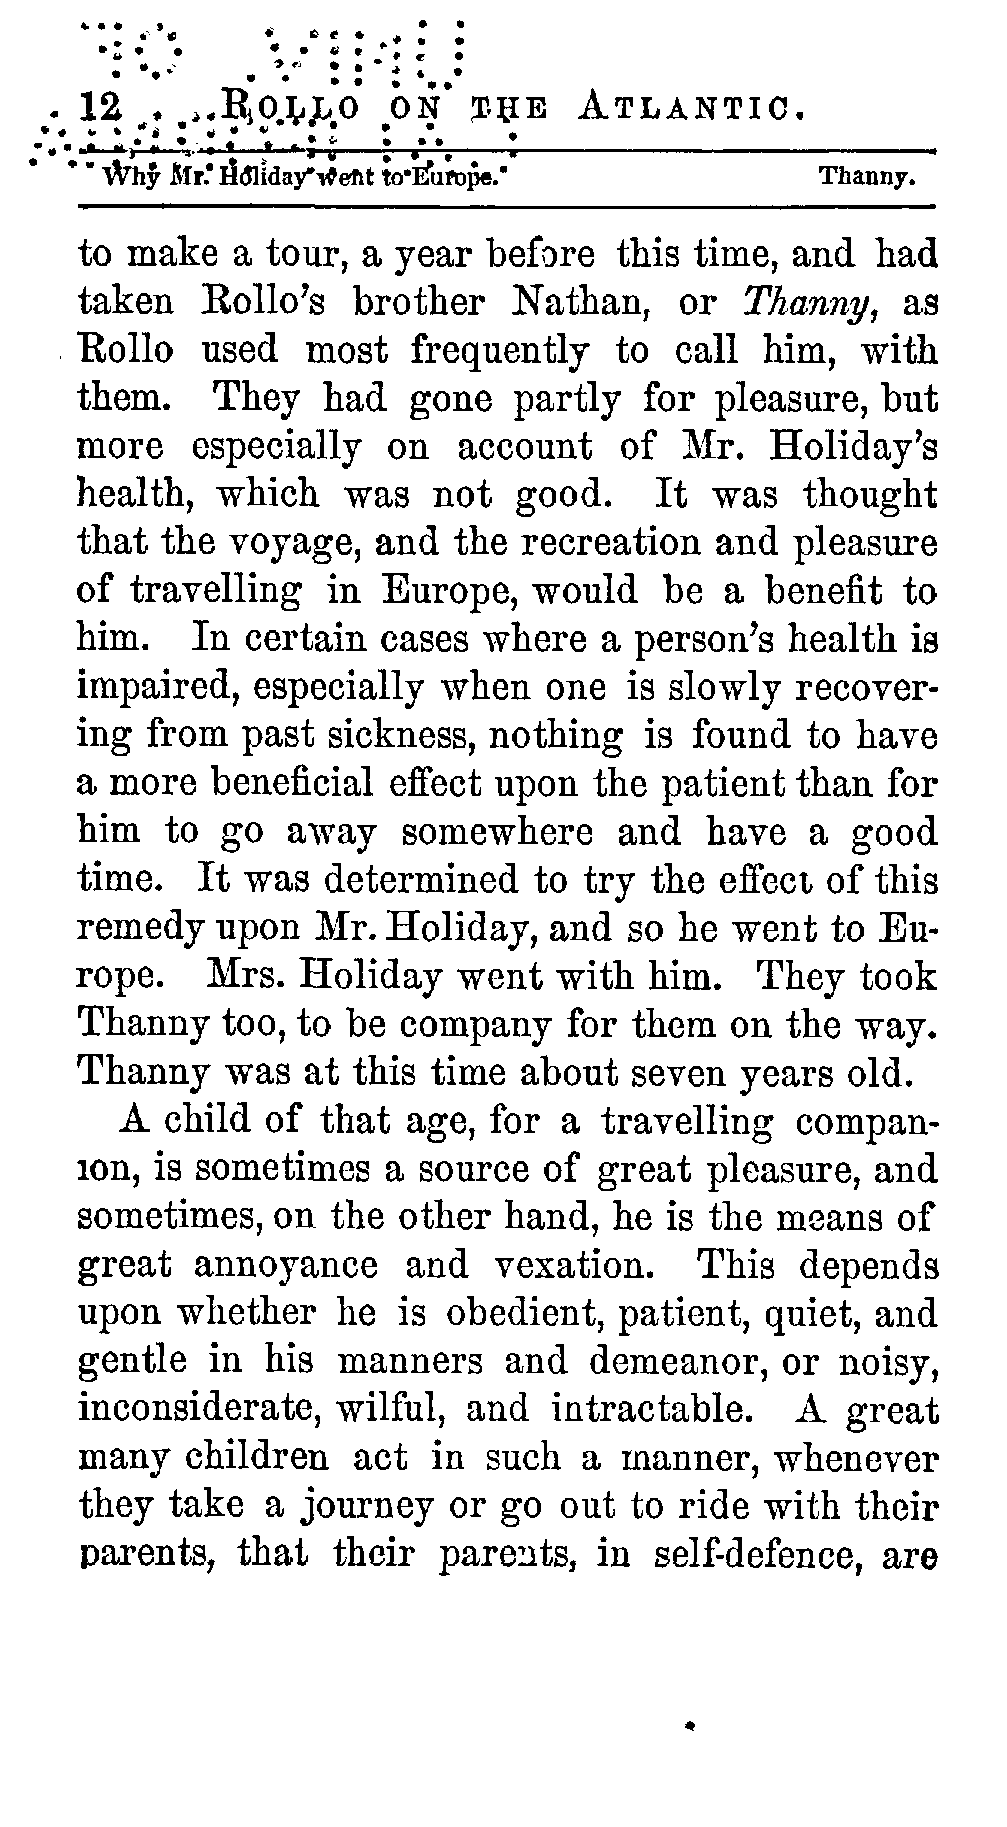 12 ROLLO ON THE ATLANTIC.
Why Mr. Holiday went to Europe. Thanny.
to make a tour, a year before this time, and had
taken Rollo's brother Nathan, or Thanny, as
Rollo used most frequently to call him, with
them. They had gone partly for pleasure, but
more especially on account of Mr. Holiday's
health, which was not good. It was thought
that the voyage, and the recreation and pleasure
of travelling in Europe, would be a benefit to
him. In certain cases where a person's health is
impaired, especially when one is slowly recover-
ing from past sickness, nothing is found to have
a more beneficial effect upon the patient than for
him to go away somewhere and have a good
time. It was determined to try the effect of this
remedy upon Mr. Holiday, and so he went to Eu-
rope. Mrs. Holiday went with him. They took
Thanny too, to be company for them on the way.
Thanny was at this time about seven years old.
A child of that age, for a travelling compan-
ion, is sometimes a source of great pleasure, and
sometimes, on the other hand, he is the means of
great annoyance and vexation. This depends
upon whether he is obedient, patient, quiet, and
gentle in his manners and demeanor, or noisy,
inconsiderate, wilful, and intractable. A great
many children act in such a manner, whenever
they take a journey or go out to ride with their
parents, that their parents, in self-defence, are